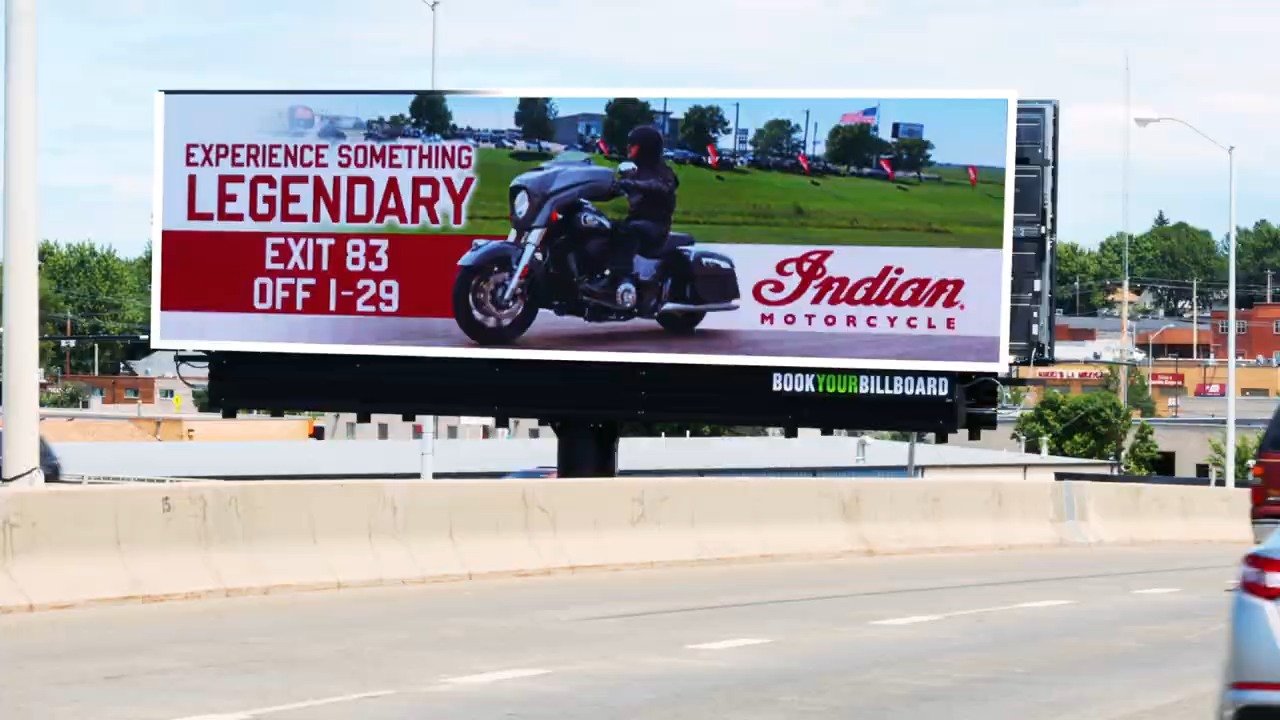 EXPERIENCE SOMETHING
LEGENDARY
EXIT 83
OFF I-29
Indian
MOTORCYCLE
BOOKYOURBILLBOARD